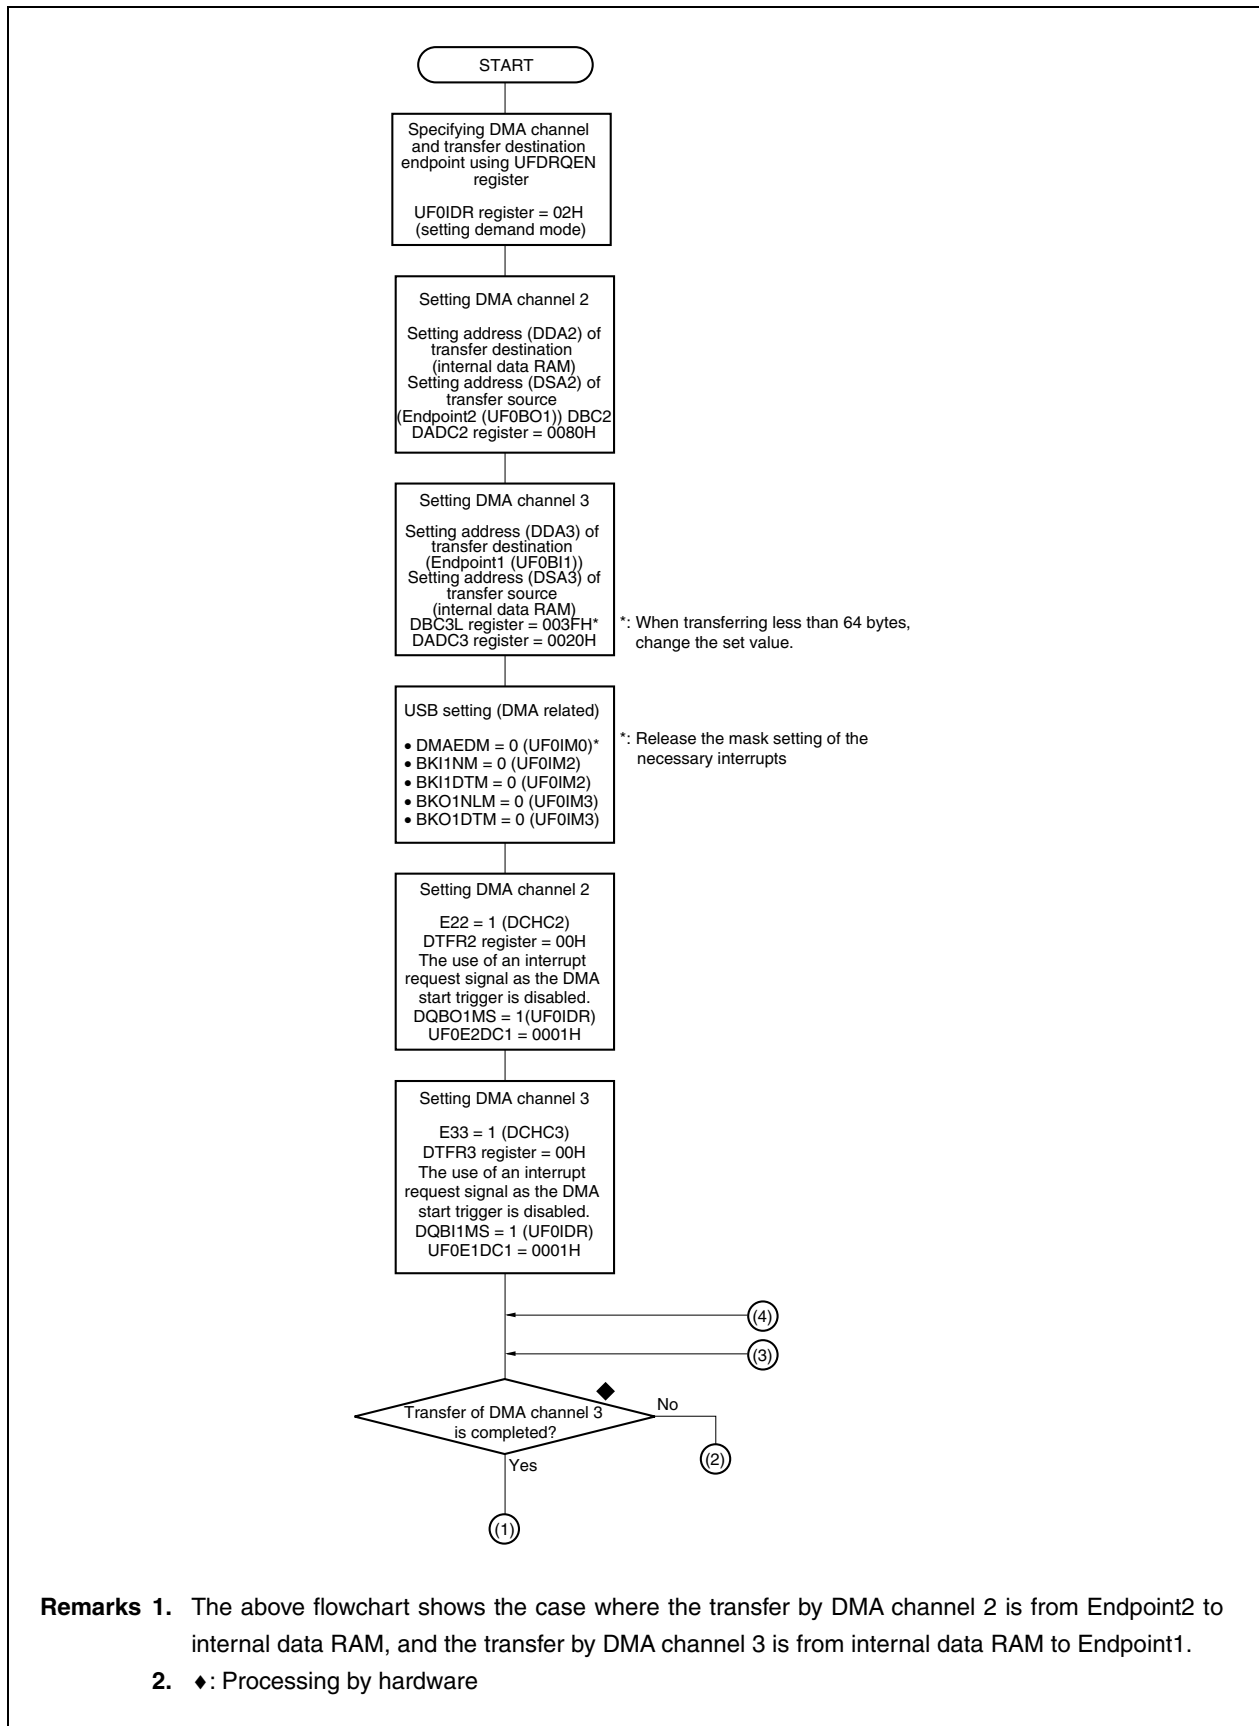 START
Specifying DMA channel
and transfer destination
endpoint using UFDRQEN
register
UF0IDR register = 02H
(setting demand mode)
Setting DMA channel 2
Setting address (DDA2) of
transfer destination
(internal data RAM)
Setting address (DSA2) of
transfer source
(Endpoint2 (UF0BO1)) DBC2
DADC2 register = 0080H
Setting DMA channel 3
Setting address (DDA3) of
transfer destination
(Endpoint1 (UF0BI1))
Setting address (DSA3) of
transfer source
(internal data RAM)
DBC3L register = 003FH*
DADC3 register = 0020H
*: When transferring less than 64 bytes,
change the set value.
USB setting (DMA related)
• DMAEDM = 0 (UF0IM0)*
• BKI1NM = 0 (UF0IM2)
• BKI1DTM = 0 (UF0IM2)
• BKO1NLM = 0 (UF0IM3)
• BKO1DTM = 0 (UF0IM3)
*: Release the mask setting of the
necessary interrupts
Setting DMA channel 2
E22 = 1 (DCHC2)
DTFR2 register = 00H
The use of an interrupt
request signal as the DMA
start trigger is disabled.
DQBO1MS = 1(UF0IDR)
UF0E2DC1 = 0001H
Setting DMA channel 3
E33 = 1 (DCHC3)
DTFR3 register = 00H
The use of an interrupt
request signal as the DMA
start trigger is disabled.
DQBI1MS = 1 (UF0IDR)
UF0E1DC1 = 0001H
(4)
(3)
Transfer of DMA channel 3
is completed?
No
(2)
Yes
(1)
Remarks 1. The above flowchart shows the case where the transfer by DMA channel 2 is from Endpoint2 to
internal data RAM, and the transfer by DMA channel 3 is from internal data RAM to Endpoint1.
2. ♦: Processing by hardware